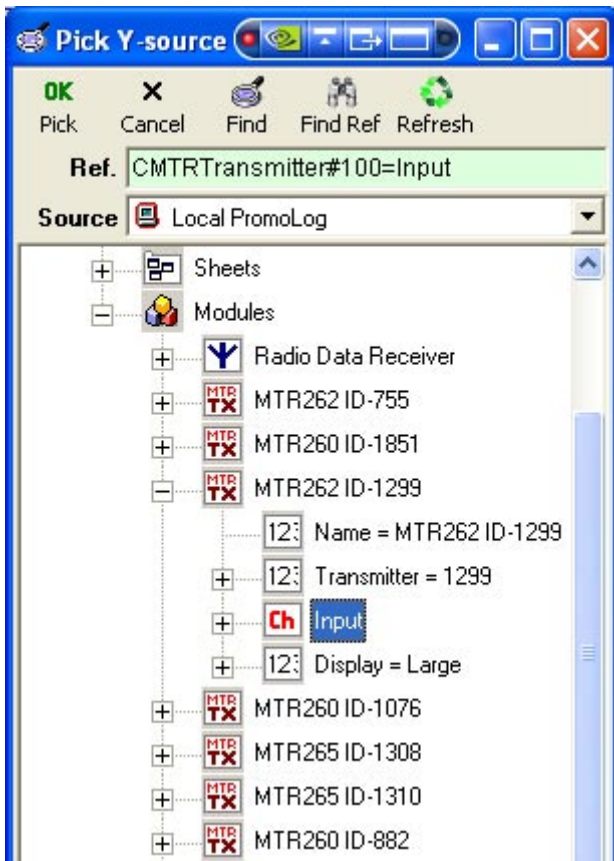 Pick Y-source
OK
Pick Cancel Find Find Ref Refresh
Ref. CMTRTransmitter#100=Input
Source Local PromoLog
Sheets
Modules
Radio Data Receiver
MTR TX MTR262 ID-755
MTR TX MTR260 ID-1851
MTR TX MTR262 ID-1299
123 Name = MTR262 ID-1299
123 Transmitter = 1299
Ch Input
123 Display = Large
MTR TX MTR260 ID-1076
MTR TX MTR265 ID-1308
MTR TX MTR265 ID-1310
MTR TX MTR260 ID-882